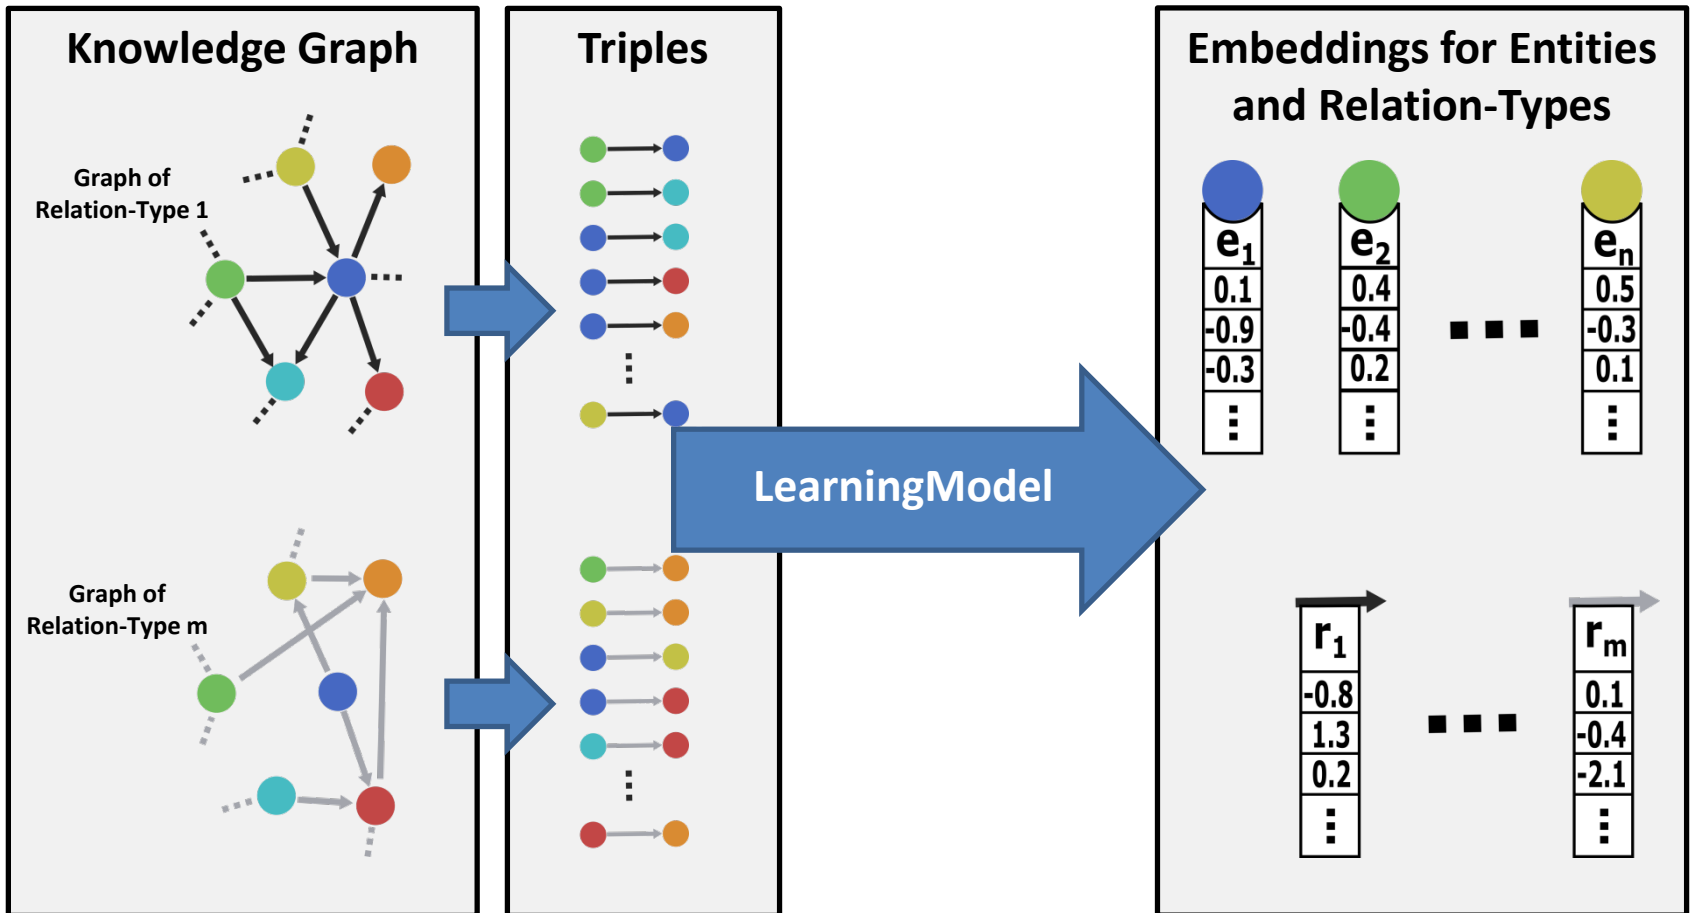 Knowledge Graph
Graph of
Relation-Type 1
Graph of
Relation-Type m
Triples
LearningModel
Embeddings for Entities
and Relation-Types
e1
0.1
-0.9
-0.3
e2
0.4
-0.4
0.2
en
0.5
-0.3
0.1
r1
-0.8
1.3
0.2
rm
0.1
-0.4
-2.1